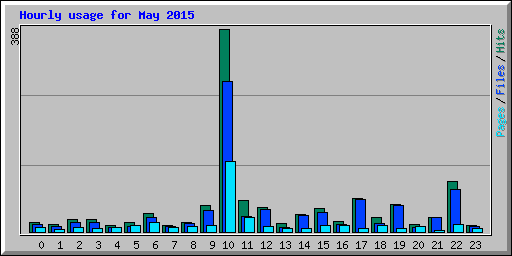 Hourly usage for May 2015
388
Pages/Files/Hits
0 1 2 3 4 5 6 7 8 9 10 11 12 13 14 15 16 17 18 19 20 21 22 23